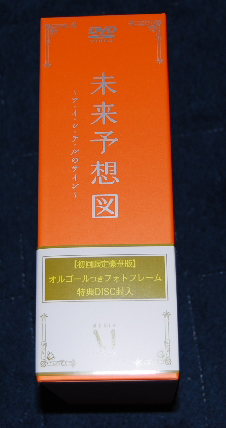 DVD
VIDEO
未来予想図
〜ア・イ・シ・テ・ルのサイン〜
【初回限定豪華版】
オルゴールつきフォトフレーム
特典DISC封入